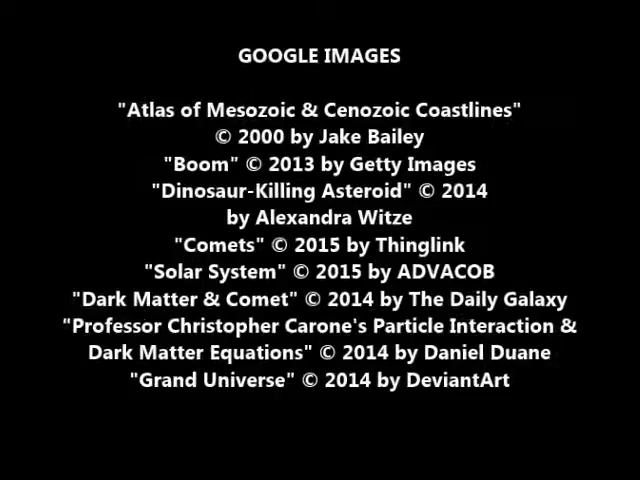 GOOGLE IMAGES
"Atlas of Mesozoic & Cenozoic Coastlines"
© 2000 by Jake Bailey
"Boom" © 2013 by Getty Images
"Dinosaur-Killing Asteroid" © 2014
by Alexandra Witze
"Comets" © 2015 by Thinglink
"Solar System" © 2015 by ADVACOB
"Dark Matter & Comet" © 2014 by The Daily Galaxy
"Professor Christopher Carone's Particle Interaction &
Dark Matter Equations" © 2014 by Daniel Duane
"Grand Universe" © 2014 by DeviantArt